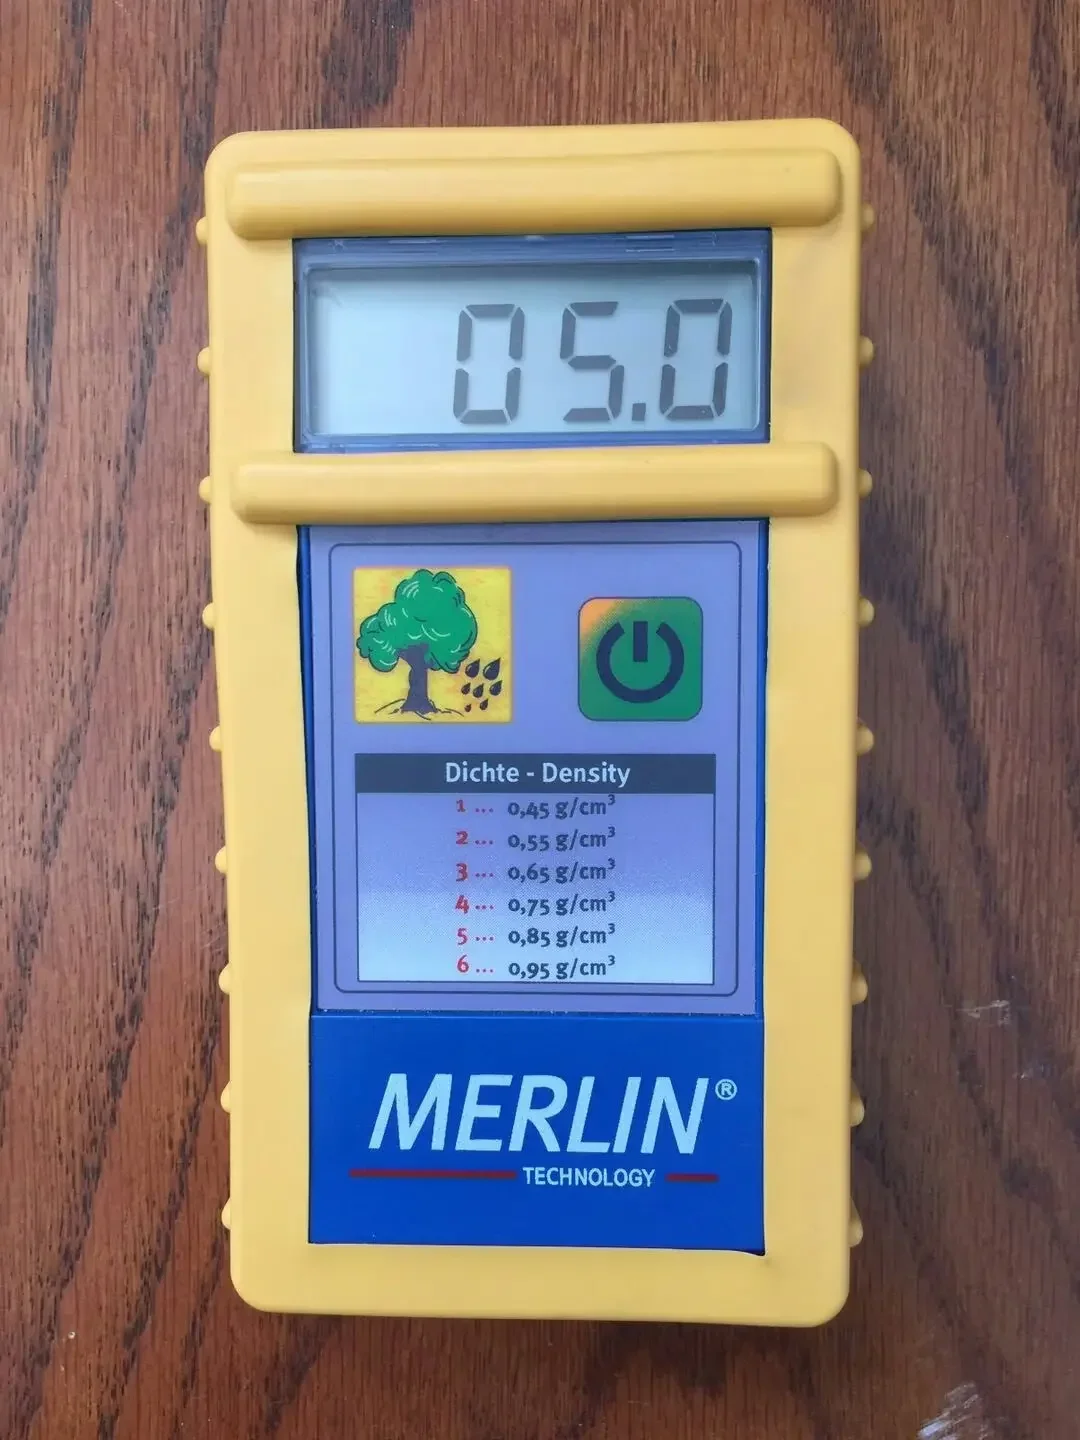 05.0
Dichte - Density
1 ... 0,45 g/cm³
2 ... 0,55 g/cm³
3 ... 0,65 g/cm³
4 ... 0,75 g/cm³
5 ... 0,85 g/cm³
6 ... 0,95 g/cm³
MERLIN®
TECHNOLOGY